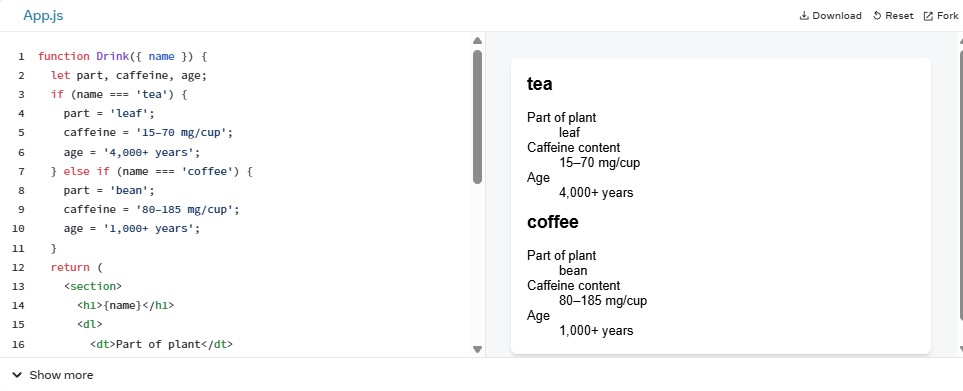 App.js
Download Reset Fork
1 function Drink({ name }) {
2 let part, caffeine, age;
3 if (name === 'tea') {
4 part = 'leaf';
5 caffeine = '15–70 mg/cup';
6 age = '4,000+ years';
7 } else if (name === 'coffee') {
8 part = 'bean';
9 caffeine = '80–185 mg/cup';
10 age = '1,000+ years';
11 }
12 return (
13 <section>
14 <h1>{name}</h1>
15 <dl>
16 <dt>Part of plant</dt>
tea
Part of plant
leaf
Caffeine content
15–70 mg/cup
Age
4,000+ years
coffee
Part of plant
bean
Caffeine content
80–185 mg/cup
Age
1,000+ years
Show more